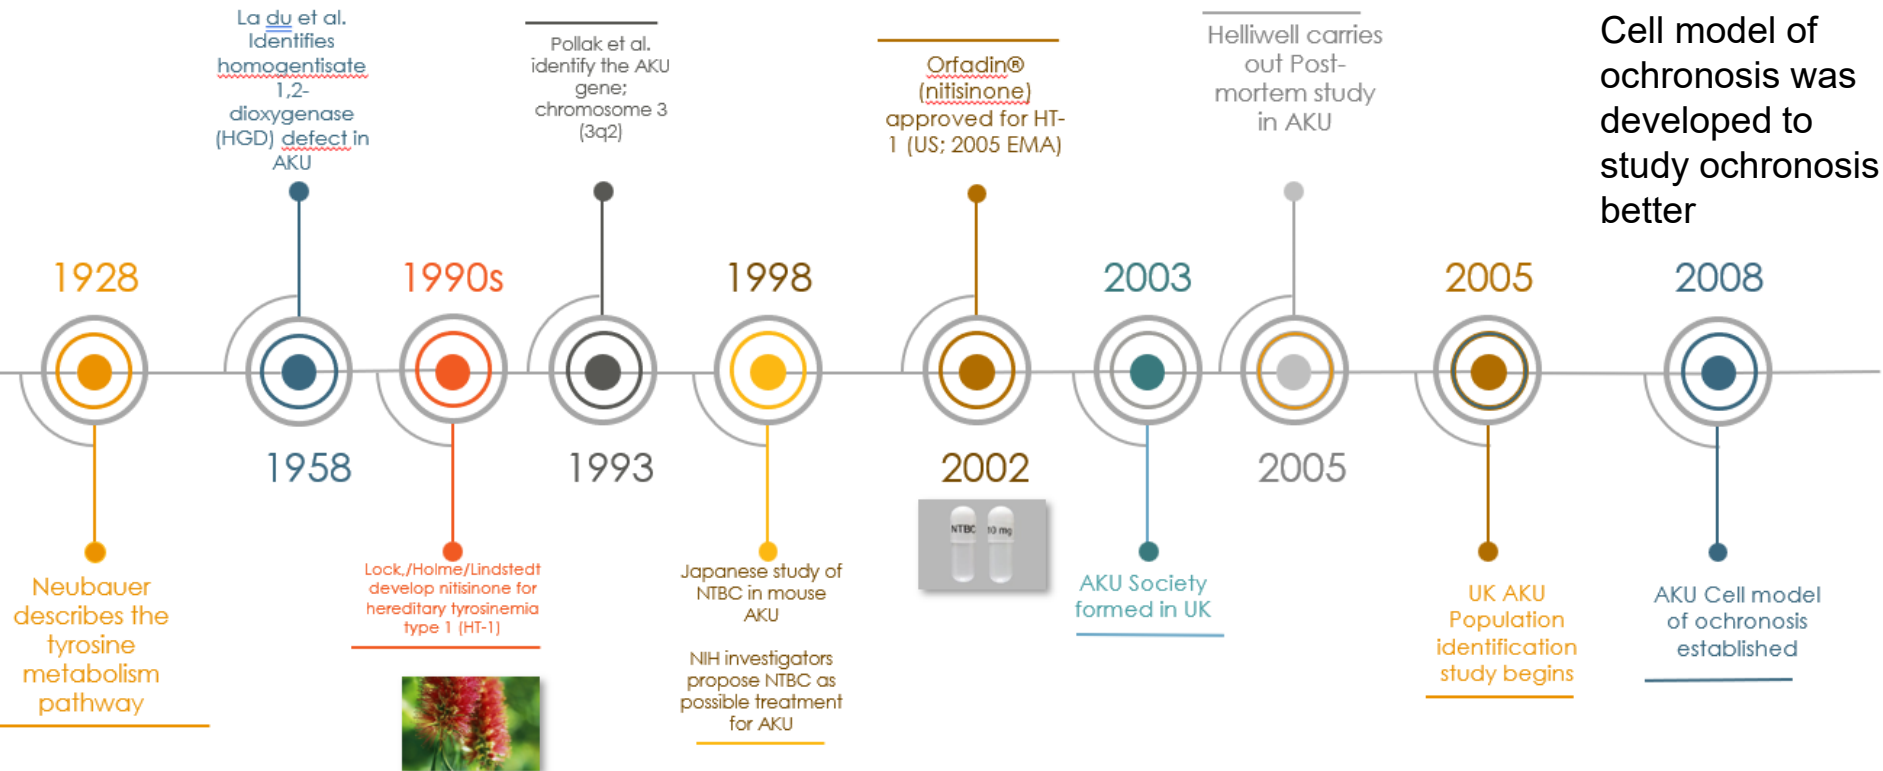 La du et al.
Identifies
homogentisate
1,2-
dioxygenase
(HGD) defect in
AKU
Pollak et al.
identify the AKU
gene;
chromosome 3
(3q2)
Orfadin®
(nitisinone)
approved for HT-
1 (US; 2005 EMA)
Helliwell carries
out Post-
mortem study
in AKU
Cell model of
ochronosis was
developed to
study ochronosis
better
1928
1990s
1998
2003
2005
2008
1958
1993
2002
2005
NTBC
10 mg
Neubauer
describes the
tyrosine
metabolism
pathway
Lock,/Holme/Lindstedt
develop nitisinone for
hereditary tyrosinemia
type 1 (HT-1)
Japanese study of
NTBC in mouse
AKU
NIH investigators
propose NTBC as
possible treatment
for AKU
AKU Society
formed in UK
UK AKU
Population
identification
study begins
AKU Cell model
of ochronosis
established